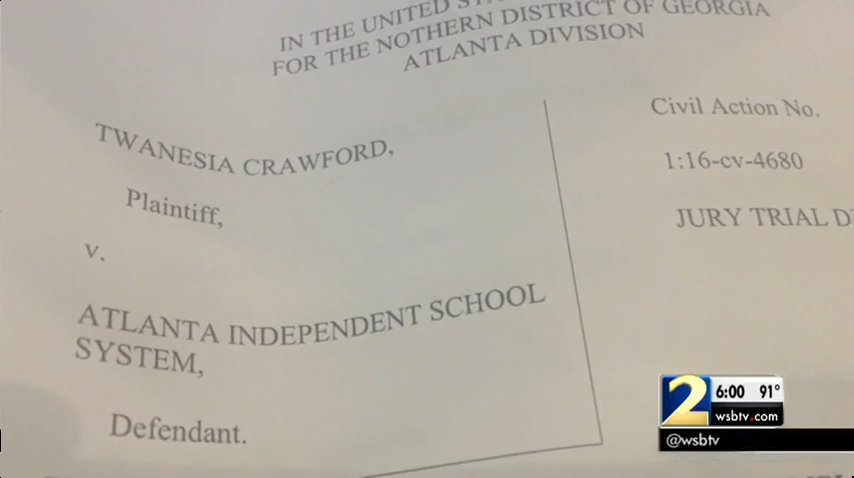 IN THE UNITED
FOR THE NOTHERN DISTRICT OF GEORGIA
ATLANTA DIVISION
TWANESIA CRAWFORD,
Plaintiff,
v.
ATLANTA INDEPENDENT SCHOOL
SYSTEM,
Defendant.
Civil Action No.
1:16-cv-4680
JURY TRIAL
2 6:00 91°
wsbtv.com
@wsbtv